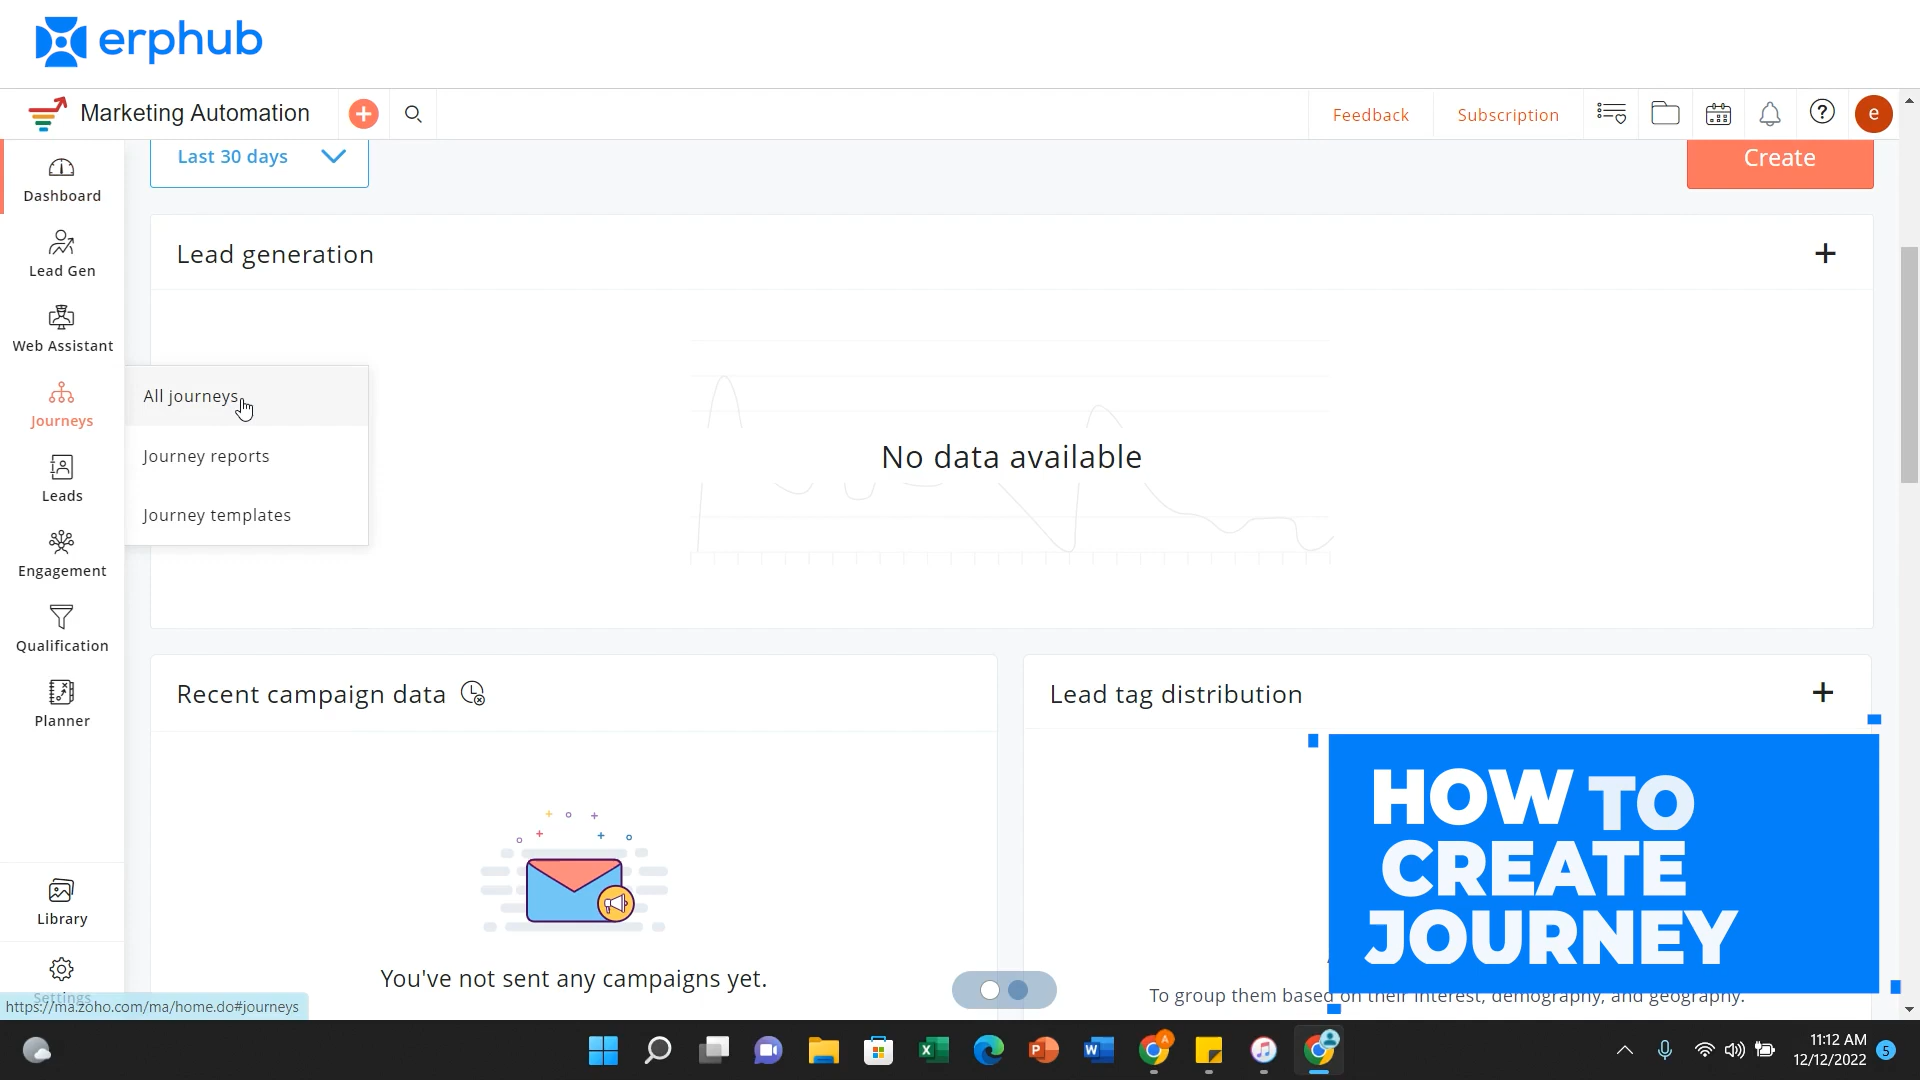 erphub
Marketing Automation
Feedback
Subscription
e
Last 30 days
Create
Dashboard
Lead Gen
Web Assistant
Journeys
Leads
Engagement
Qualification
Planner
Library
Settings
All journeys
Journey reports
Journey templates
Lead generation
No data available
Recent campaign data
You've not sent any campaigns yet.
Lead tag distribution
To group them based on their interest, demography, and geography.
HOW TO
CREATE
JOURNEY
https://ma.zoho.com/ma/home.do#journeys
A
11:12 AM
12/12/2022
5